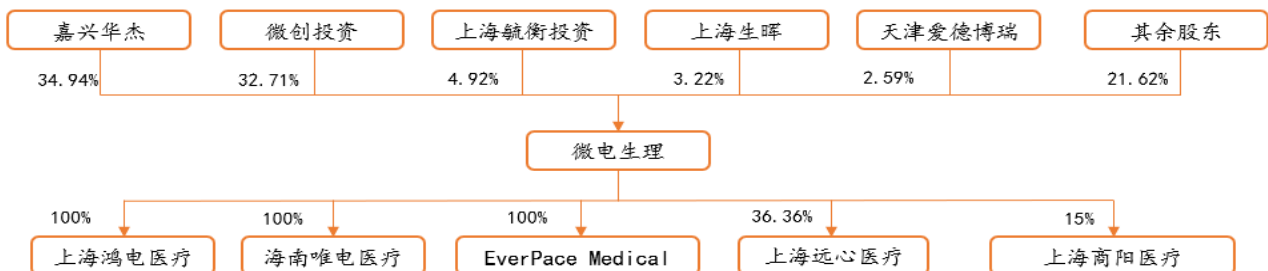 嘉兴华杰 微创投资 上海毓衡投资 上海生晖 天津爱德博瑞 其余股东
34.94% 32.71% 4.92% 3.22% 2.59% 21.62%
微电生理
100% 100% 100% 36.36% 15%
上海鸿电医疗 海南唯电医疗 EverPace Medical 上海远心医疗 上海商阳医疗